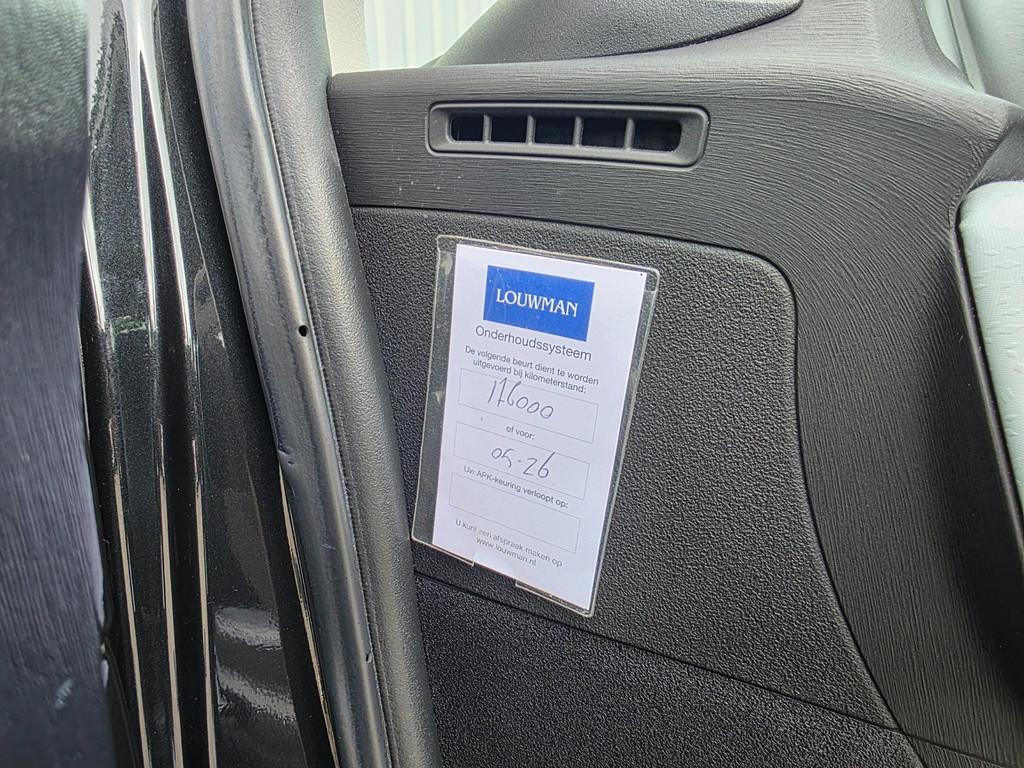 LOUWMAN
Onderhoudssysteem
De volgende beurt dient te worden
uitgevoerd bij kilometerstand:
176000
of voor:
05-26
Uw APK-keuring verloopt op:
U kunt een afspraak maken op
www.louwman.nl